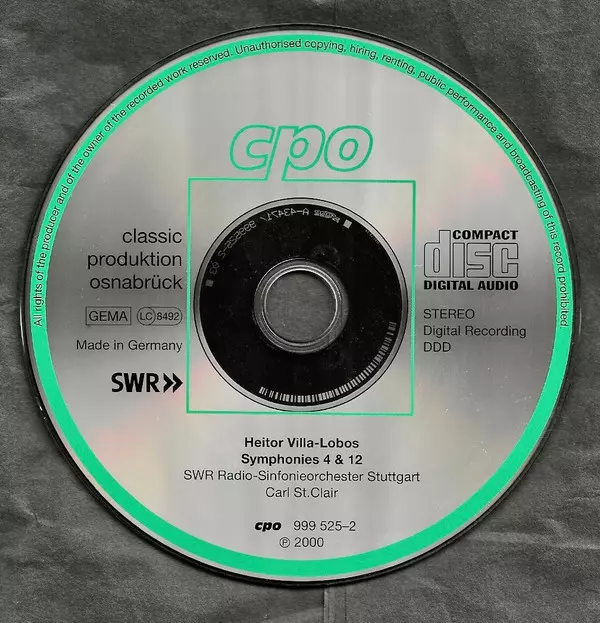 All rights of the producer and of the owner of the recorded work reserved. Unauthorised copying, hiring, renting, public performance and broadcasting of this record prohibited.
cpo
classic
produktion
osnabrück
GEMA LC 8492
Made in Germany
SWR»
COMPACT
disc
DIGITAL AUDIO
STEREO
Digital Recording
DDD
Heitor Villa-Lobos
Symphonies 4 & 12
SWR Radio-Sinfonieorchester Stuttgart
Carl St.Clair
cpo 999 525–2
℗ 2000